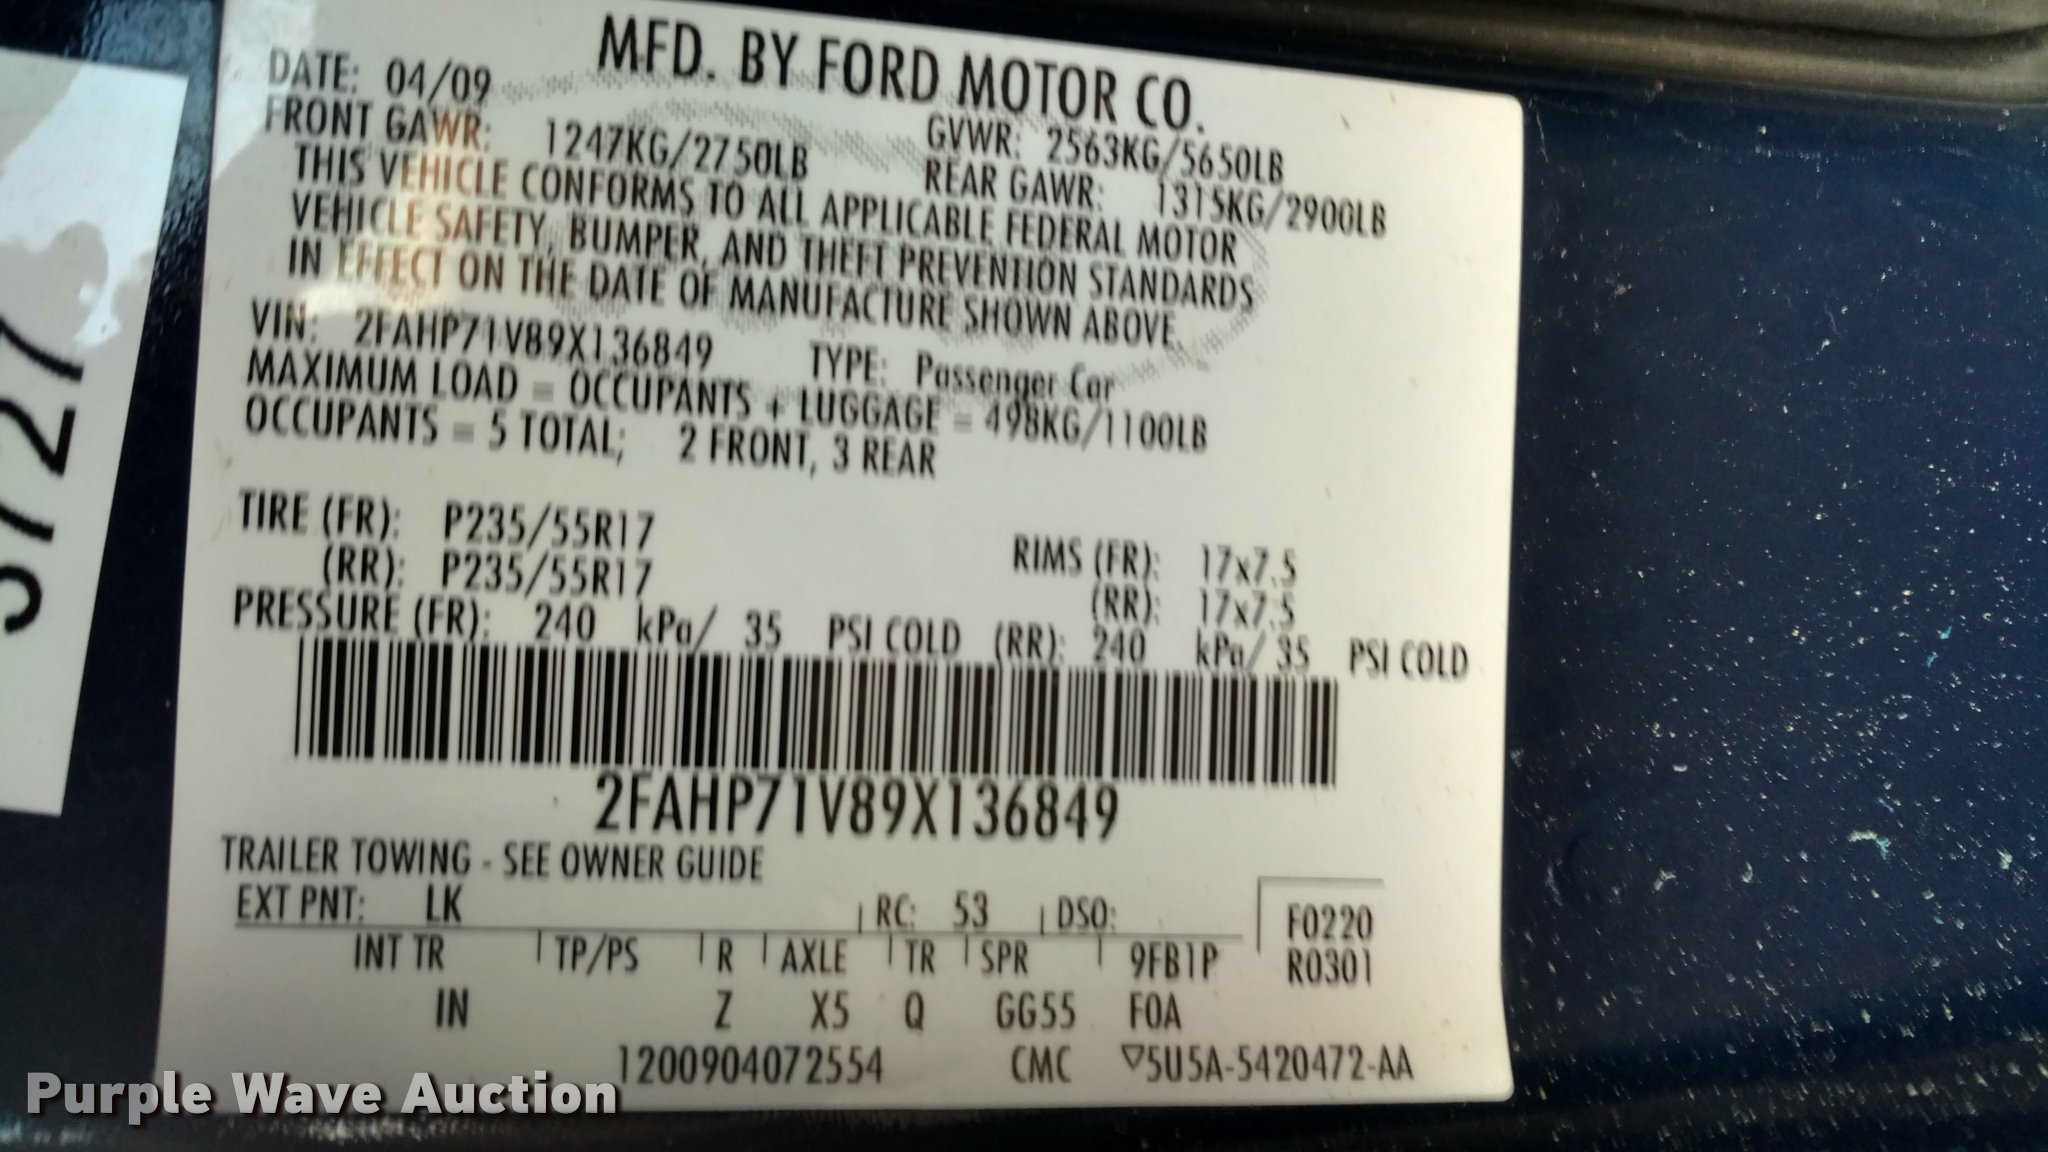 MFD. BY FORD MOTOR CO.
DATE: 04/09
FRONT GAWR: 1247KG/2750LB
GVWR: 2563KG/5650LB
REAR GAWR: 1315KG/2900LB
THIS VEHICLE CONFORMS TO ALL APPLICABLE FEDERAL MOTOR
VEHICLE SAFETY, BUMPER, AND THEFT PREVENTION STANDARDS
IN EFFECT ON THE DATE OF MANUFACTURE SHOWN ABOVE.
VIN: 2FAHP71V89X136849 TYPE: Passenger Car
MAXIMUM LOAD = OCCUPANTS + LUGGAGE = 498KG/1100LB
OCCUPANTS = 5 TOTAL; 2 FRONT, 3 REAR
TIRE (FR): P235/55R17 RIMS (FR): 17x7.5
(RR): P235/55R17 (RR): 17x7.5
PRESSURE (FR): 240 kPa/ 35 PSI COLD (RR): 240 kPa/ 35 PSI COLD
2FAHP71V89X136849
TRAILER TOWING - SEE OWNER GUIDE
EXT PNT: LK RC: 53 DSO: F0220
INT TR TP/PS R AXLE TR SPR 9FB1P R0301
IN Z X5 Q GG55 F0A
1200904072554 CMC ▽5U5A-5420472-AA
3727
Purple Wave Auction